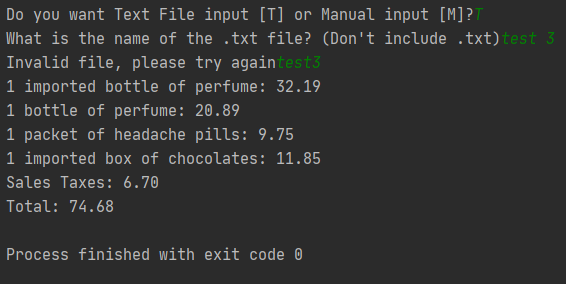 Do you want Text File input [T] or Manual input [M]?T
What is the name of the .txt file? (Don't include .txt)test 3
Invalid file, please try againtest3
1 imported bottle of perfume: 32.19
1 bottle of perfume: 20.89
1 packet of headache pills: 9.75
1 imported box of chocolates: 11.85
Sales Taxes: 6.70
Total: 74.68
Process finished with exit code 0